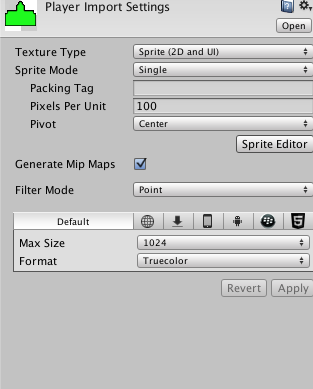 Player Import Settings
Open
Texture Type Sprite (2D and UI)
Sprite Mode Single
Packing Tag
Pixels Per Unit 100
Pivot Center
Sprite Editor
Generate Mip Maps
Filter Mode Point
Default
Max Size 1024
Format Truecolor
Revert Apply